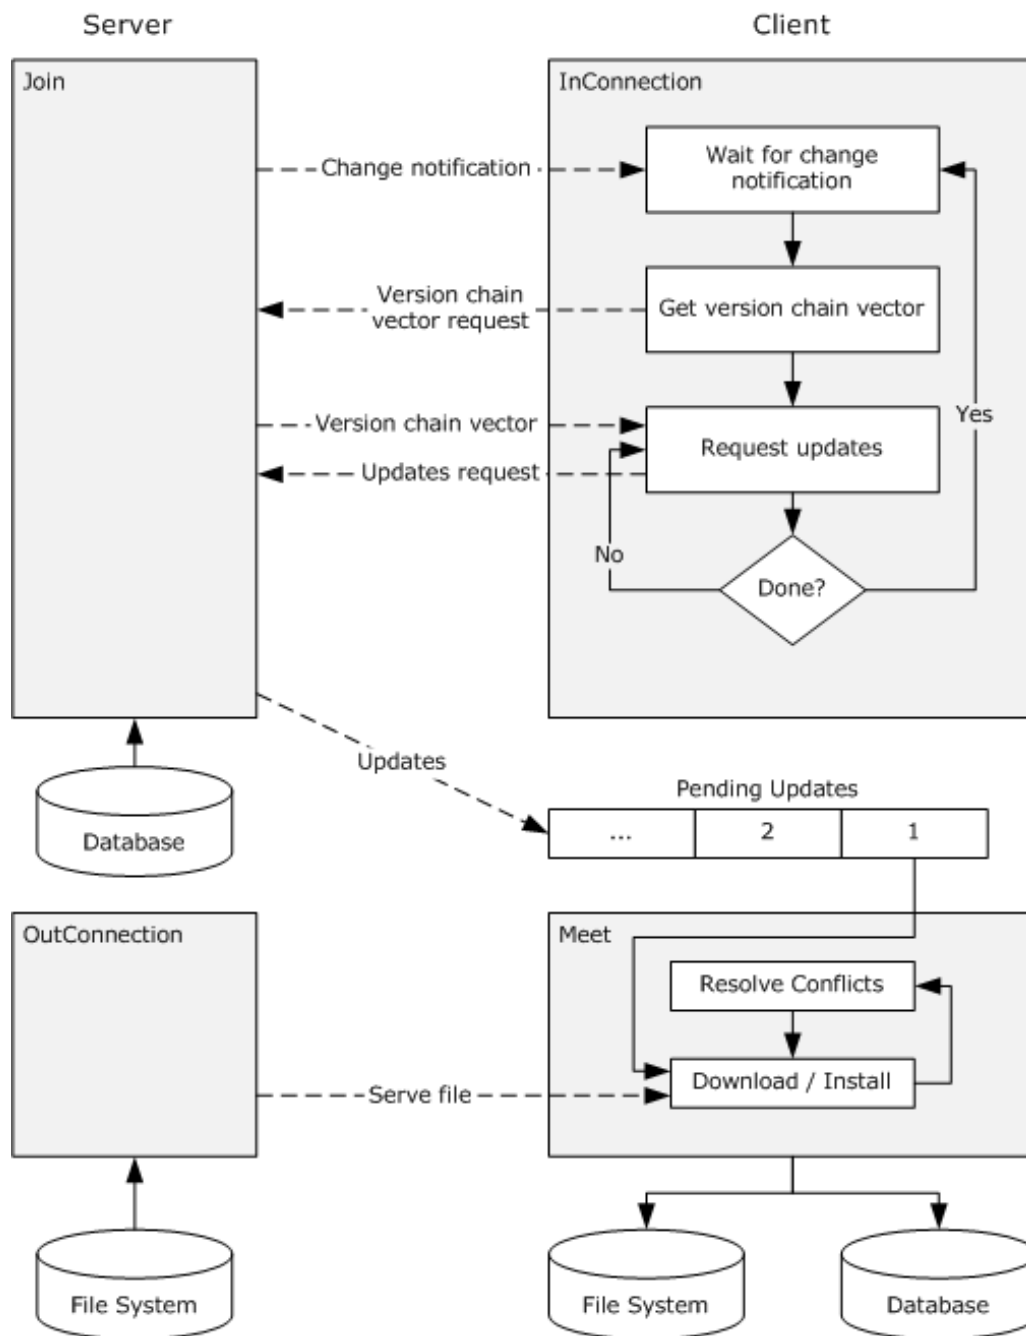 Server
Client
Join
InConnection
Wait for change
notification
Change notification
Version chain
vector request
Get version chain vector
Version chain vector
Updates request
Request updates
Yes
No
Done?
Updates
Database
Pending Updates
...
2
1
OutConnection
Meet
Resolve Conflicts
Download / Install
Serve file
File System
File System
Database